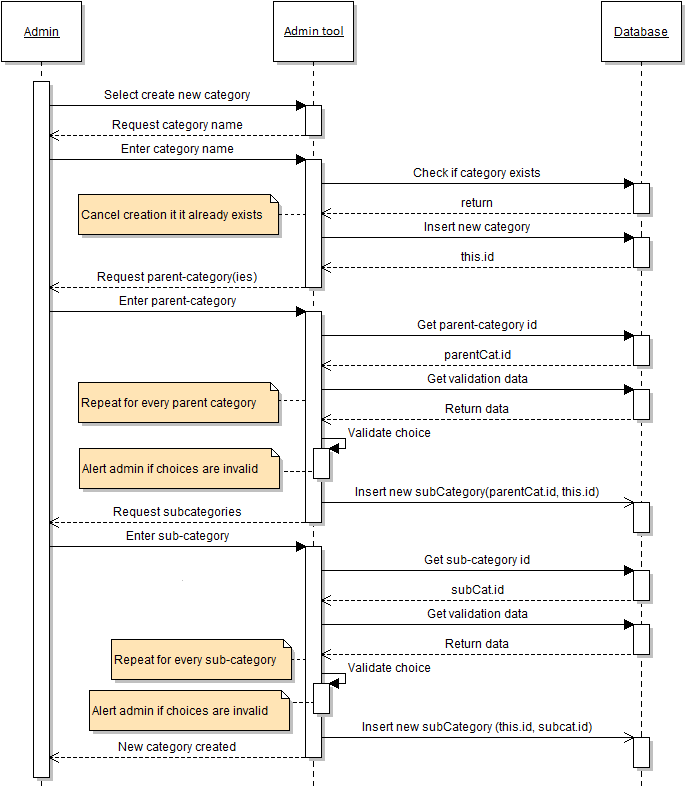 Admin
Admin tool
Database
Select create new category
Request category name
Enter category name
Check if category exists
return
Cancel creation it it already exists
Insert new category
this.id
Request parent-category(ies)
Enter parent-category
Get parent-category id
parentCat.id
Get validation data
Repeat for every parent category
Return data
Validate choice
Alert admin if choices are invalid
Insert new subCategory(parentCat.id, this.id)
Request subcategories
Enter sub-category
Get sub-category id
subCat.id
Get validation data
Return data
Repeat for every sub-category
Validate choice
Alert admin if choices are invalid
Insert new subCategory (this.id, subcat.id)
New category created